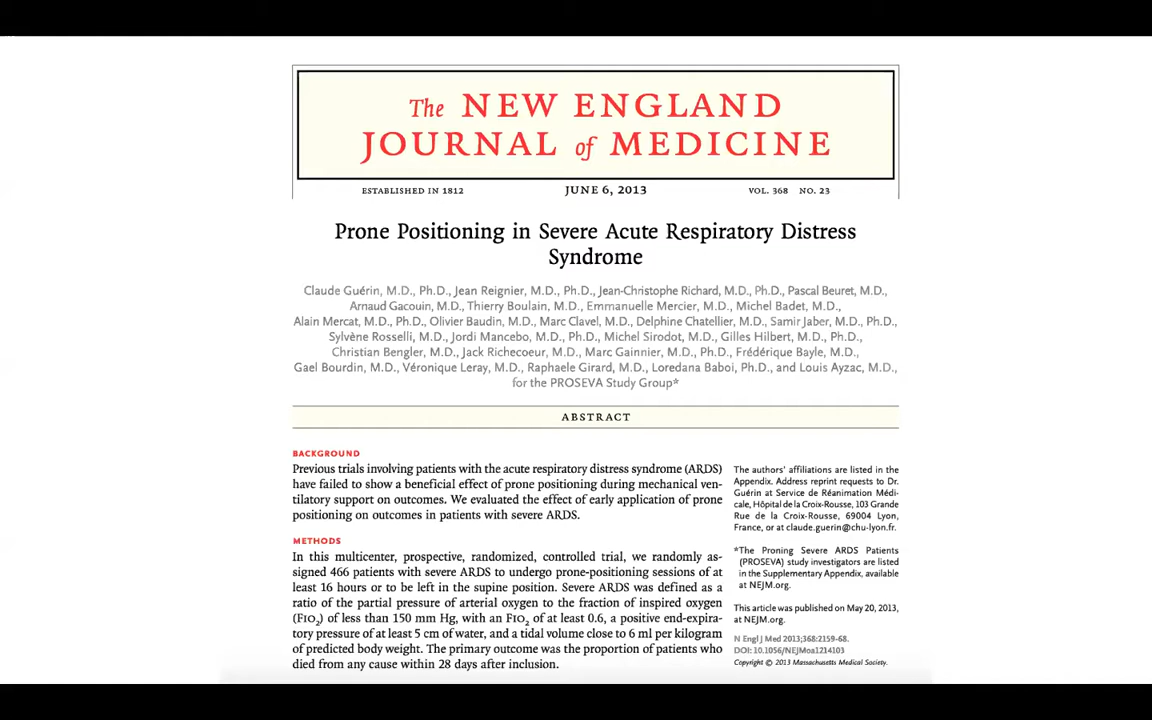 The NEW ENGLAND
JOURNAL of MEDICINE
ESTABLISHED IN 1812 JUNE 6, 2013 VOL. 368 NO. 23
Prone Positioning in Severe Acute Respiratory Distress
Syndrome
Claude Guérin, M.D., Ph.D., Jean Reignier, M.D., Ph.D., Jean-Christophe Richard, M.D., Ph.D., Pascal Beuret, M.D.,
Arnaud Gacouin, M.D., Thierry Boulain, M.D., Emmanuelle Mercier, M.D., Michel Badet, M.D.,
Alain Mercat, M.D., Ph.D., Olivier Baudin, M.D., Marc Clavel, M.D., Delphine Chatellier, M.D., Samir Jaber, M.D., Ph.D.,
Sylvène Rosselli, M.D., Jordi Mancebo, M.D., Ph.D., Michel Sirodot, M.D., Gilles Hilbert, M.D., Ph.D.,
Christian Bengler, M.D., Jack Richecoeur, M.D., Marc Gainnier, M.D., Ph.D., Frédérique Bayle, M.D.,
Gael Bourdin, M.D., Véronique Leray, M.D., Raphaele Girard, M.D., Loredana Baboi, Ph.D., and Louis Ayzac, M.D.,
for the PROSEVA Study Group*
ABSTRACT
BACKGROUND
Previous trials involving patients with the acute respiratory distress syndrome (ARDS)
have failed to show a beneficial effect of prone positioning during mechanical ven-
tilatory support on outcomes. We evaluated the effect of early application of prone
positioning on outcomes in patients with severe ARDS.
METHODS
In this multicenter, prospective, randomized, controlled trial, we randomly as-
signed 466 patients with severe ARDS to undergo prone-positioning sessions of at
least 16 hours or to be left in the supine position. Severe ARDS was defined as a
ratio of the partial pressure of arterial oxygen to the fraction of inspired oxygen
(FIO2) of less than 150 mm Hg, with an FIO2 of at least 0.6, a positive end-expira-
tory pressure of at least 5 cm of water, and a tidal volume close to 6 ml per kilogram
of predicted body weight. The primary outcome was the proportion of patients who
died from any cause within 28 days after inclusion.
The authors' affiliations are listed in the
Appendix. Address reprint requests to Dr.
Guérin at Service de Réanimation Médi-
cale, Hôpital de la Croix-Rousse, 103 Grande
Rue de la Croix-Rousse, 69004 Lyon,
France, or at claude.guerin@chu-lyon.fr.
*The Proning Severe ARDS Patients
(PROSEVA) study investigators are listed
in the Supplementary Appendix, available
at NEJM.org.
This article was published on May 20, 2013,
at NEJM.org.
N Engl J Med 2013;368:2159-68.
DOI: 10.1056/NEJMoa1214103
Copyright © 2013 Massachusetts Medical Society.